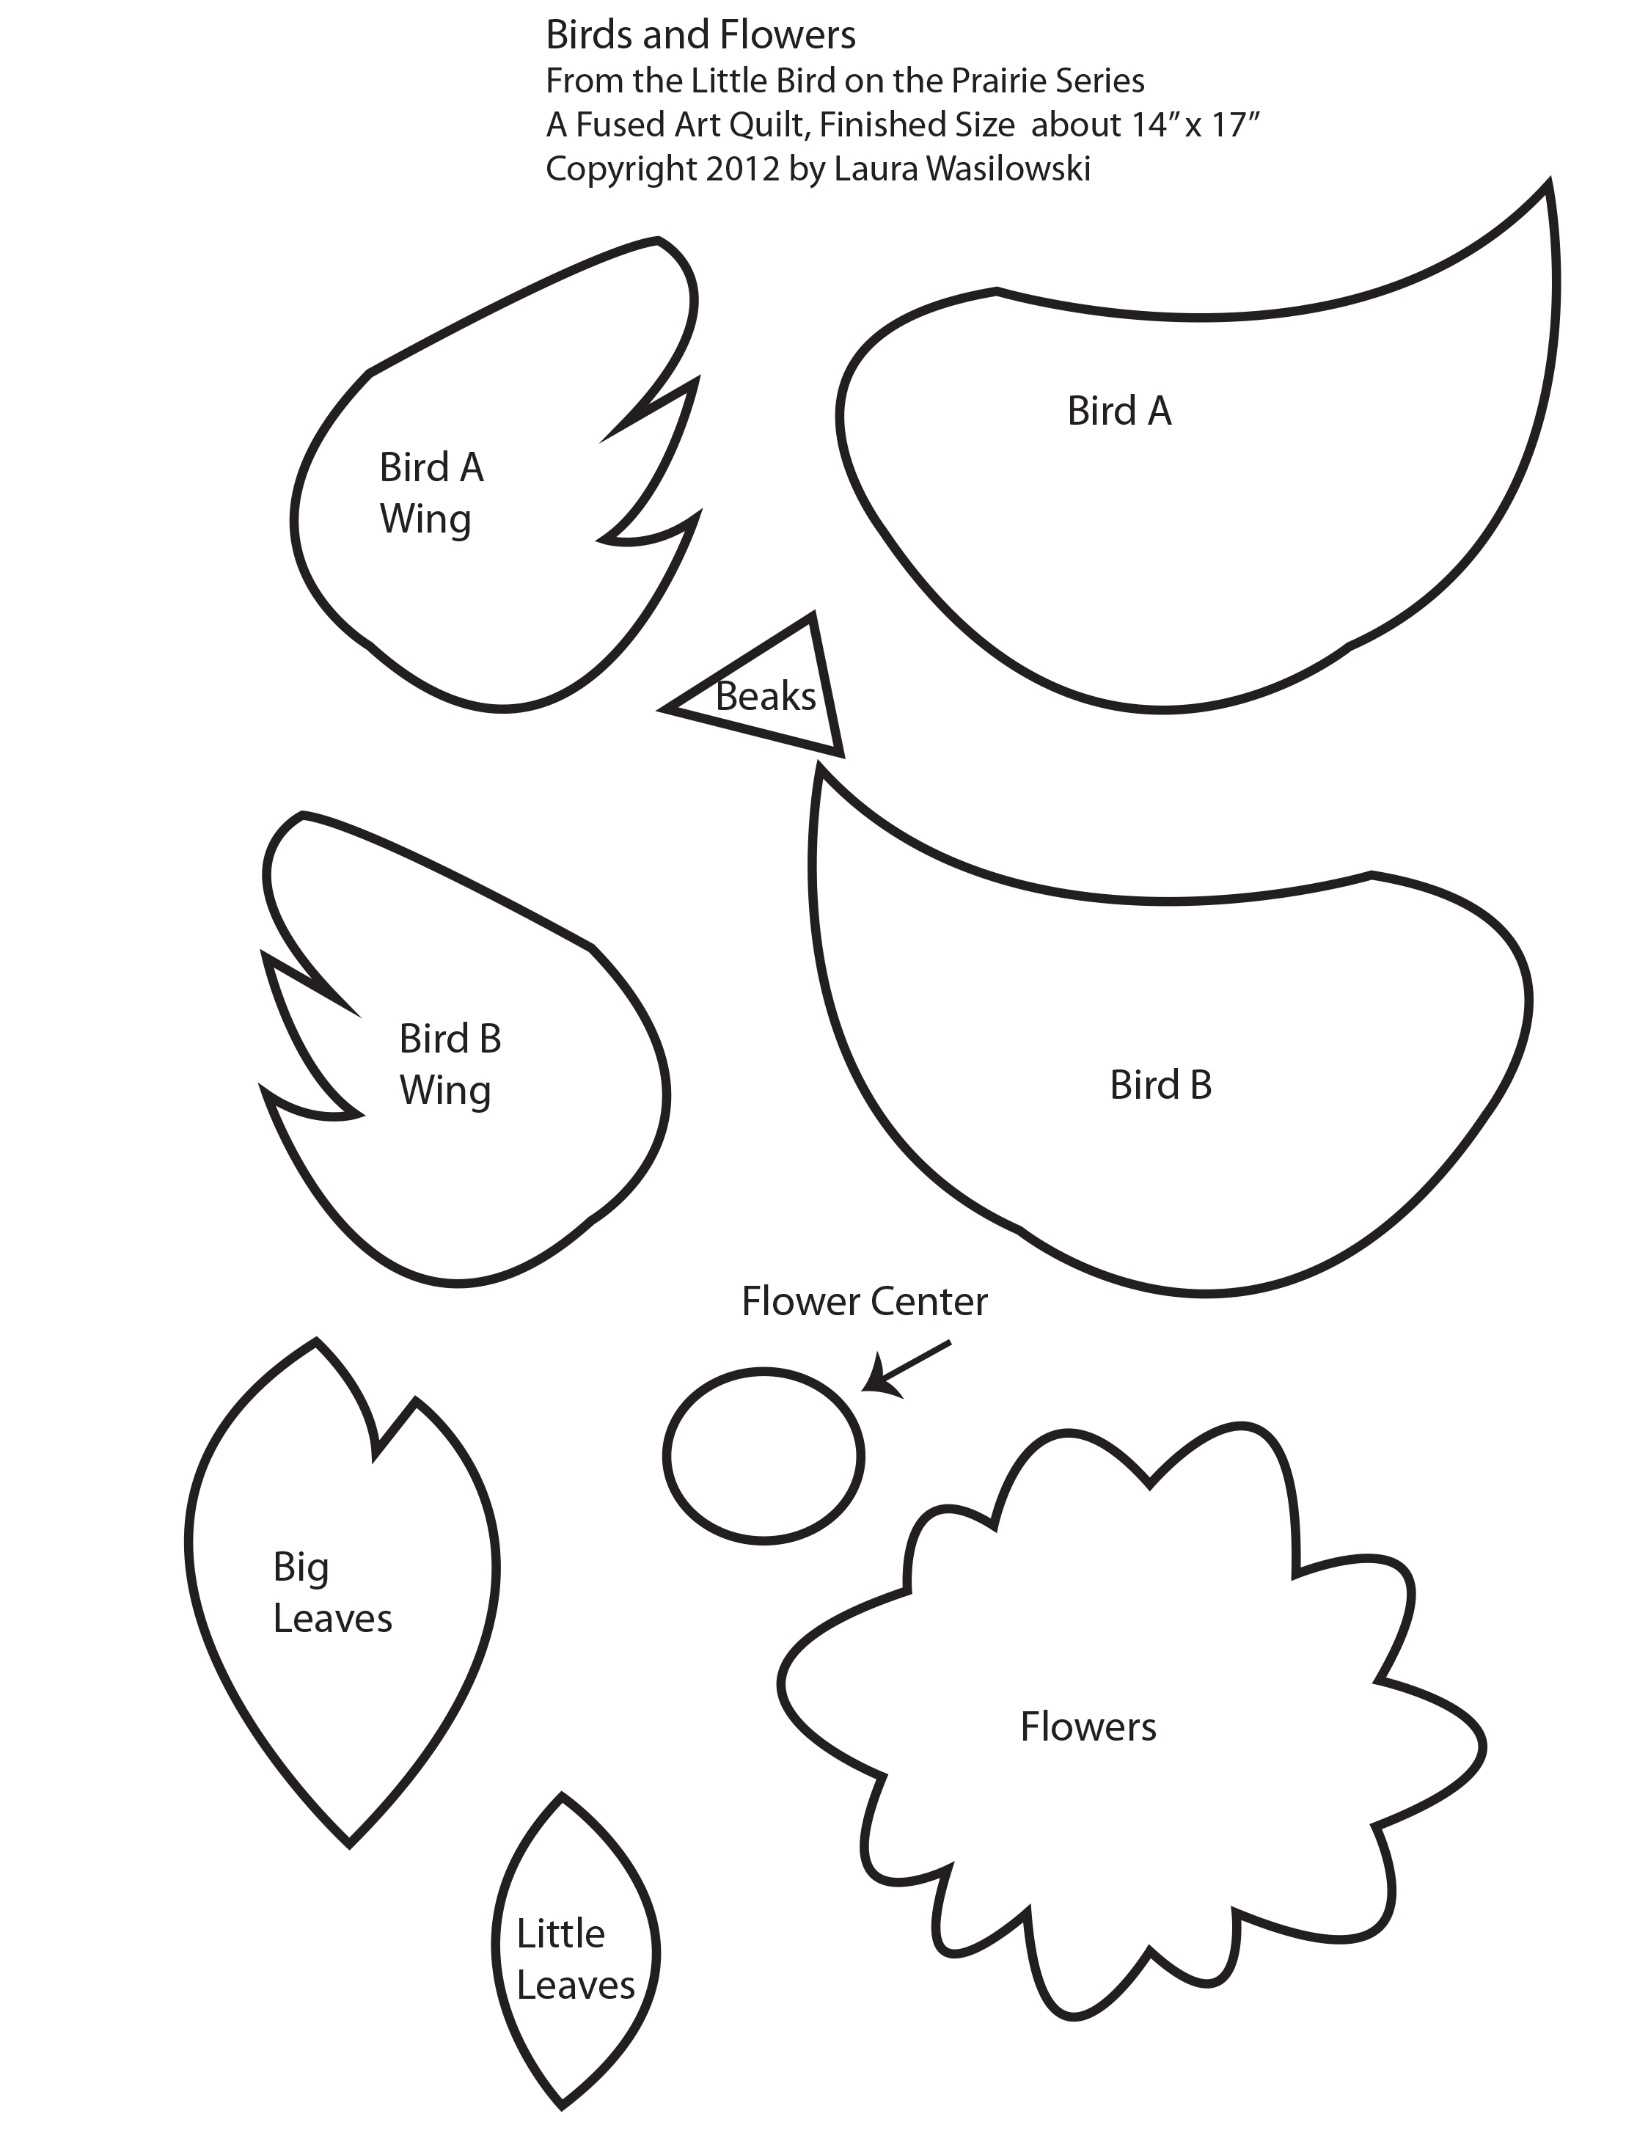 Birds and Flowers
From the Little Bird on the Prairie Series
A Fused Art Quilt, Finished Size  about 14” x 17”
Copyright 2012 by Laura Wasilowski
Bird A
Bird A
Wing
Beaks
Bird B
Wing
Bird B
Flower Center
Big
Leaves
Flowers
Little
Leaves